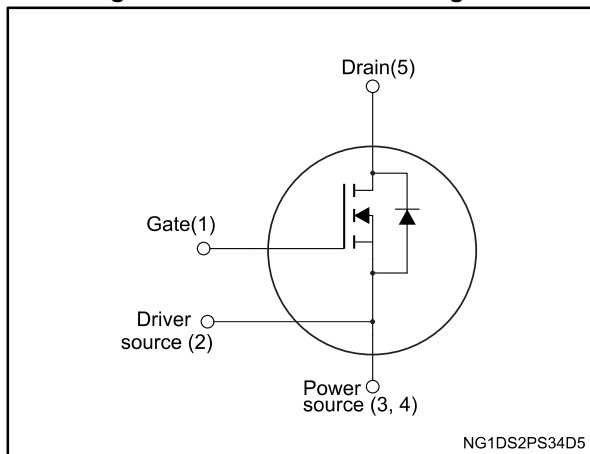 Drain(5)
Gate(1)
Driver
source (2)
Power
source (3, 4)
NG1DS2PS34D5